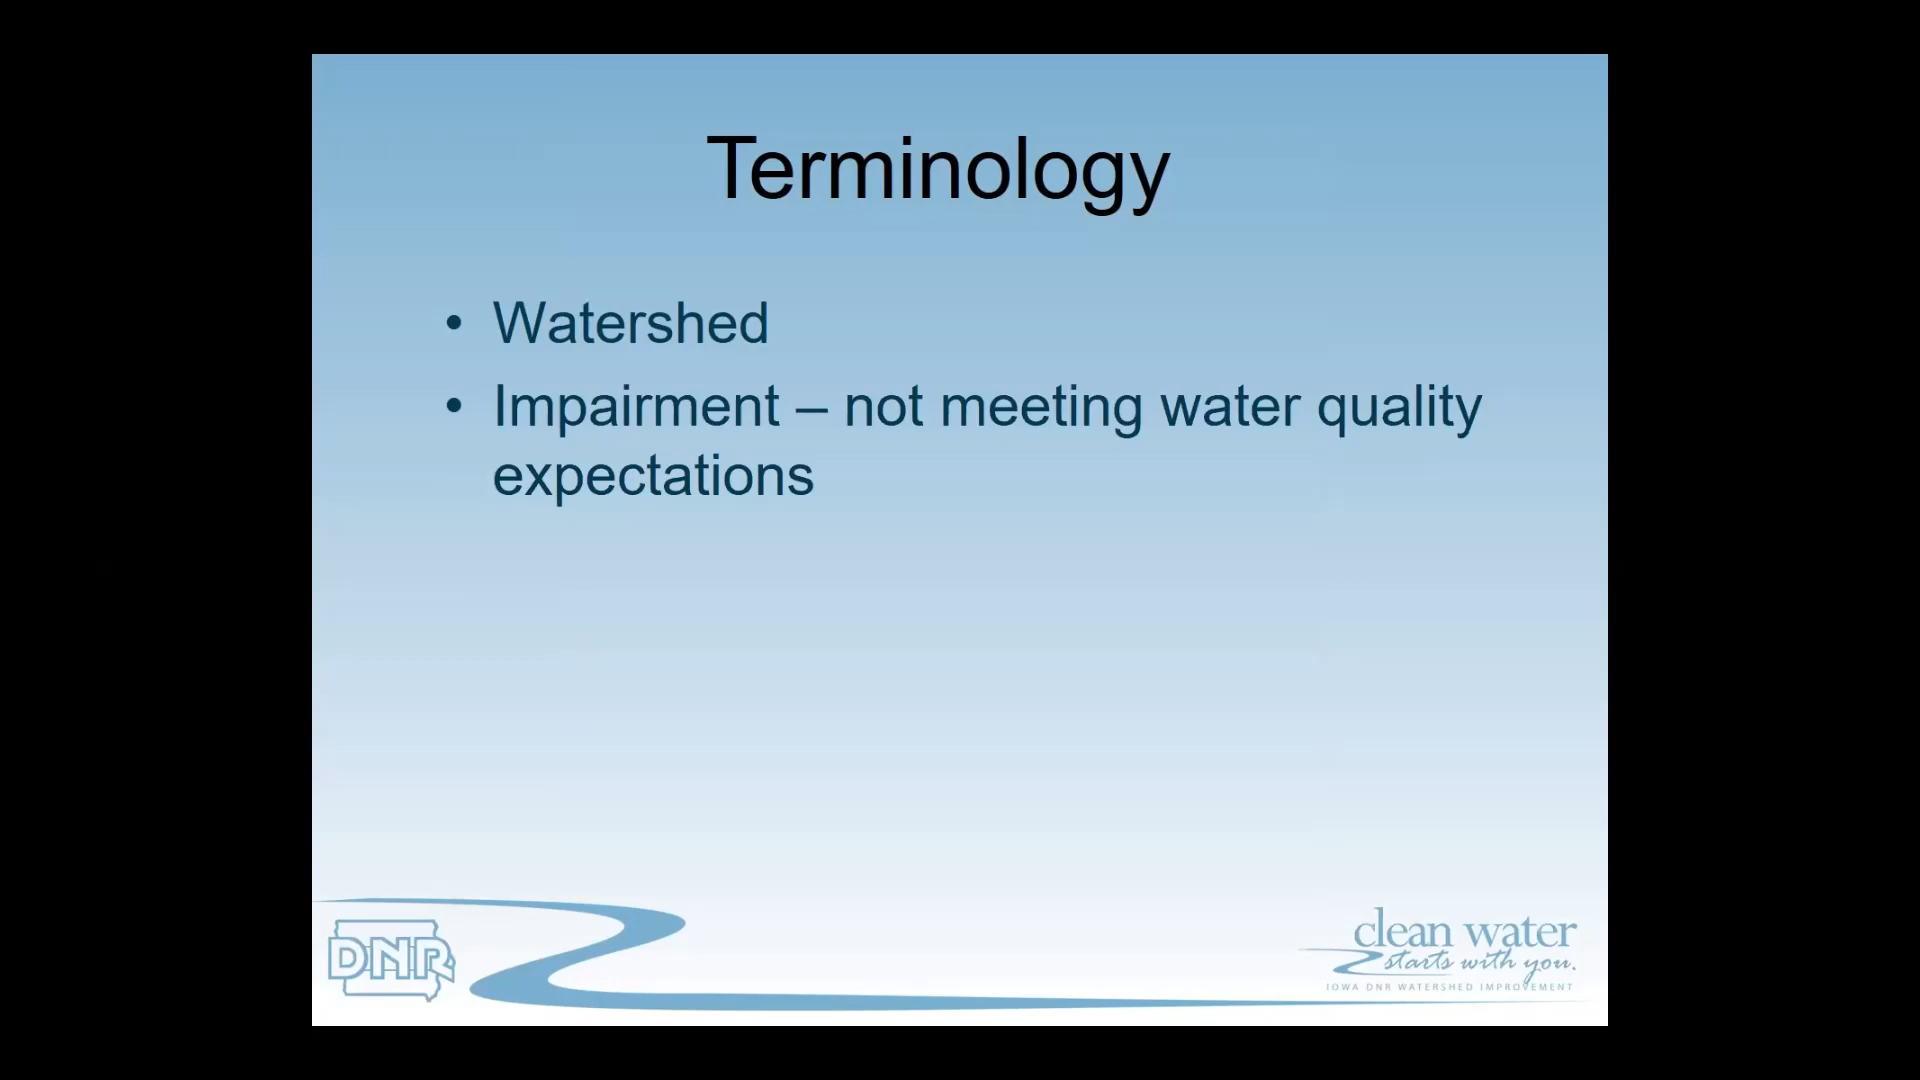 Terminology
• Watershed
• Impairment – not meeting water quality
expectations
DNR
clean water
starts with you.
IOWA DNR WATERSHED IMPROVEMENT